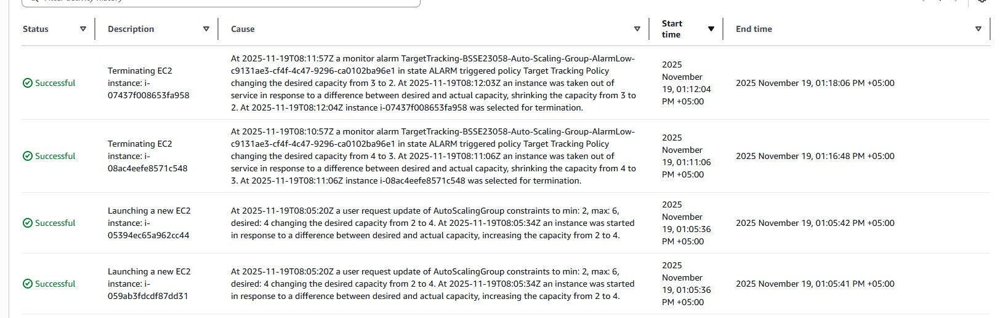 Status
Description
Cause
Start
time
End time
Successful
Terminating EC2
instance: i-
07437f008653fa958
At 2025-11-19T08:11:57Z a monitor alarm TargetTracking-BSSE23058-Auto-Scaling-Group-AlarmLow-
c9131ae3-cf4f-4c47-9296-ca0102ba96e1 in state ALARM triggered policy Target Tracking Policy
changing the desired capacity from 3 to 2. At 2025-11-19T08:12:03Z an instance was taken out of
service in response to a difference between desired and actual capacity, shrinking the capacity from 3 to
2. At 2025-11-19T08:12:04Z instance i-07437f008653fa958 was selected for termination.
2025
November
19, 01:12:04
PM +05:00
2025 November 19, 01:18:06 PM +05:00
Successful
Terminating EC2
instance: i-
08ac4eefe8571c548
At 2025-11-19T08:10:57Z a monitor alarm TargetTracking-BSSE23058-Auto-Scaling-Group-AlarmLow-
c9131ae3-cf4f-4c47-9296-ca0102ba96e1 in state ALARM triggered policy Target Tracking Policy
changing the desired capacity from 4 to 3. At 2025-11-19T08:11:06Z an instance was taken out of
service in response to a difference between desired and actual capacity, shrinking the capacity from 4 to
3. At 2025-11-19T08:11:06Z instance i-08ac4eefe8571c548 was selected for termination.
2025
November
19, 01:11:06
PM +05:00
2025 November 19, 01:16:48 PM +05:00
Successful
Launching a new EC2
instance: i-
05394ec65a962cc44
At 2025-11-19T08:05:20Z a user request update of AutoScalingGroup constraints to min: 2, max: 6,
desired: 4 changing the desired capacity from 2 to 4. At 2025-11-19T08:05:34Z an instance was started
in response to a difference between desired and actual capacity, increasing the capacity from 2 to 4.
2025
November
19, 01:05:36
PM +05:00
2025 November 19, 01:05:42 PM +05:00
Successful
Launching a new EC2
instance: i-
059ab3fdcdf87dd31
At 2025-11-19T08:05:20Z a user request update of AutoScalingGroup constraints to min: 2, max: 6,
desired: 4 changing the desired capacity from 2 to 4. At 2025-11-19T08:05:34Z an instance was started
in response to a difference between desired and actual capacity, increasing the capacity from 2 to 4.
2025
November
19, 01:05:36
PM +05:00
2025 November 19, 01:05:41 PM +05:00